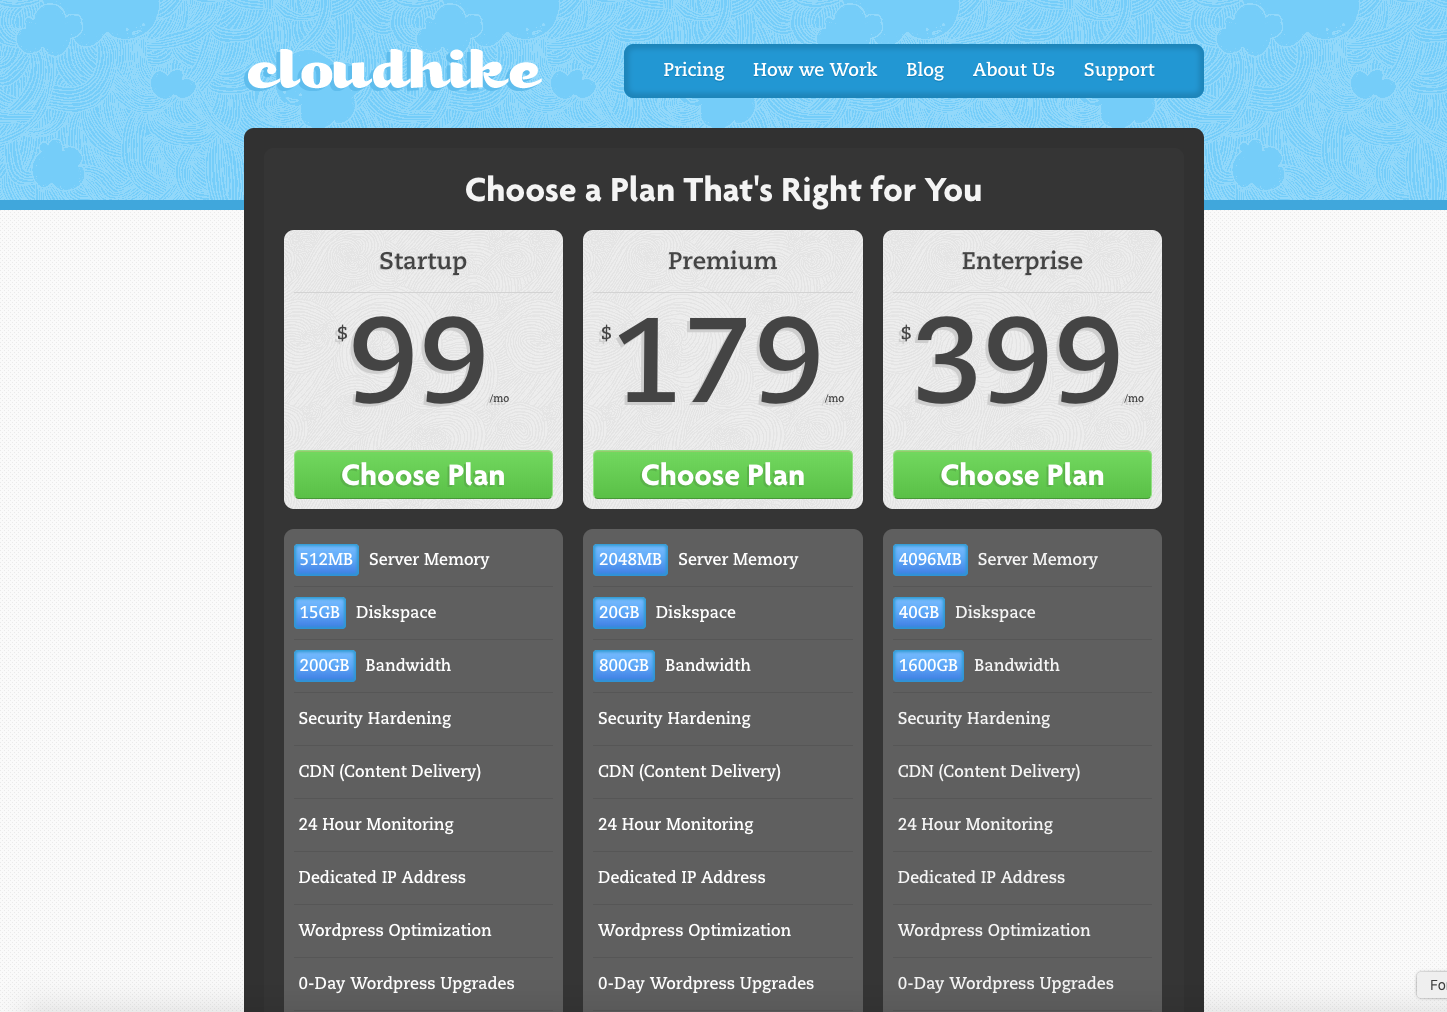 cloudhike
Pricing How we Work Blog About Us Support
Choose a Plan That's Right for You
Startup
$99/mo
Choose Plan
Premium
$179/mo
Choose Plan
Enterprise
$399/mo
Choose Plan
512MB Server Memory
15GB Diskspace
200GB Bandwidth
Security Hardening
CDN (Content Delivery)
24 Hour Monitoring
Dedicated IP Address
Wordpress Optimization
0-Day Wordpress Upgrades
2048MB Server Memory
20GB Diskspace
800GB Bandwidth
Security Hardening
CDN (Content Delivery)
24 Hour Monitoring
Dedicated IP Address
Wordpress Optimization
0-Day Wordpress Upgrades
4096MB Server Memory
40GB Diskspace
1600GB Bandwidth
Security Hardening
CDN (Content Delivery)
24 Hour Monitoring
Dedicated IP Address
Wordpress Optimization
0-Day Wordpress Upgrades